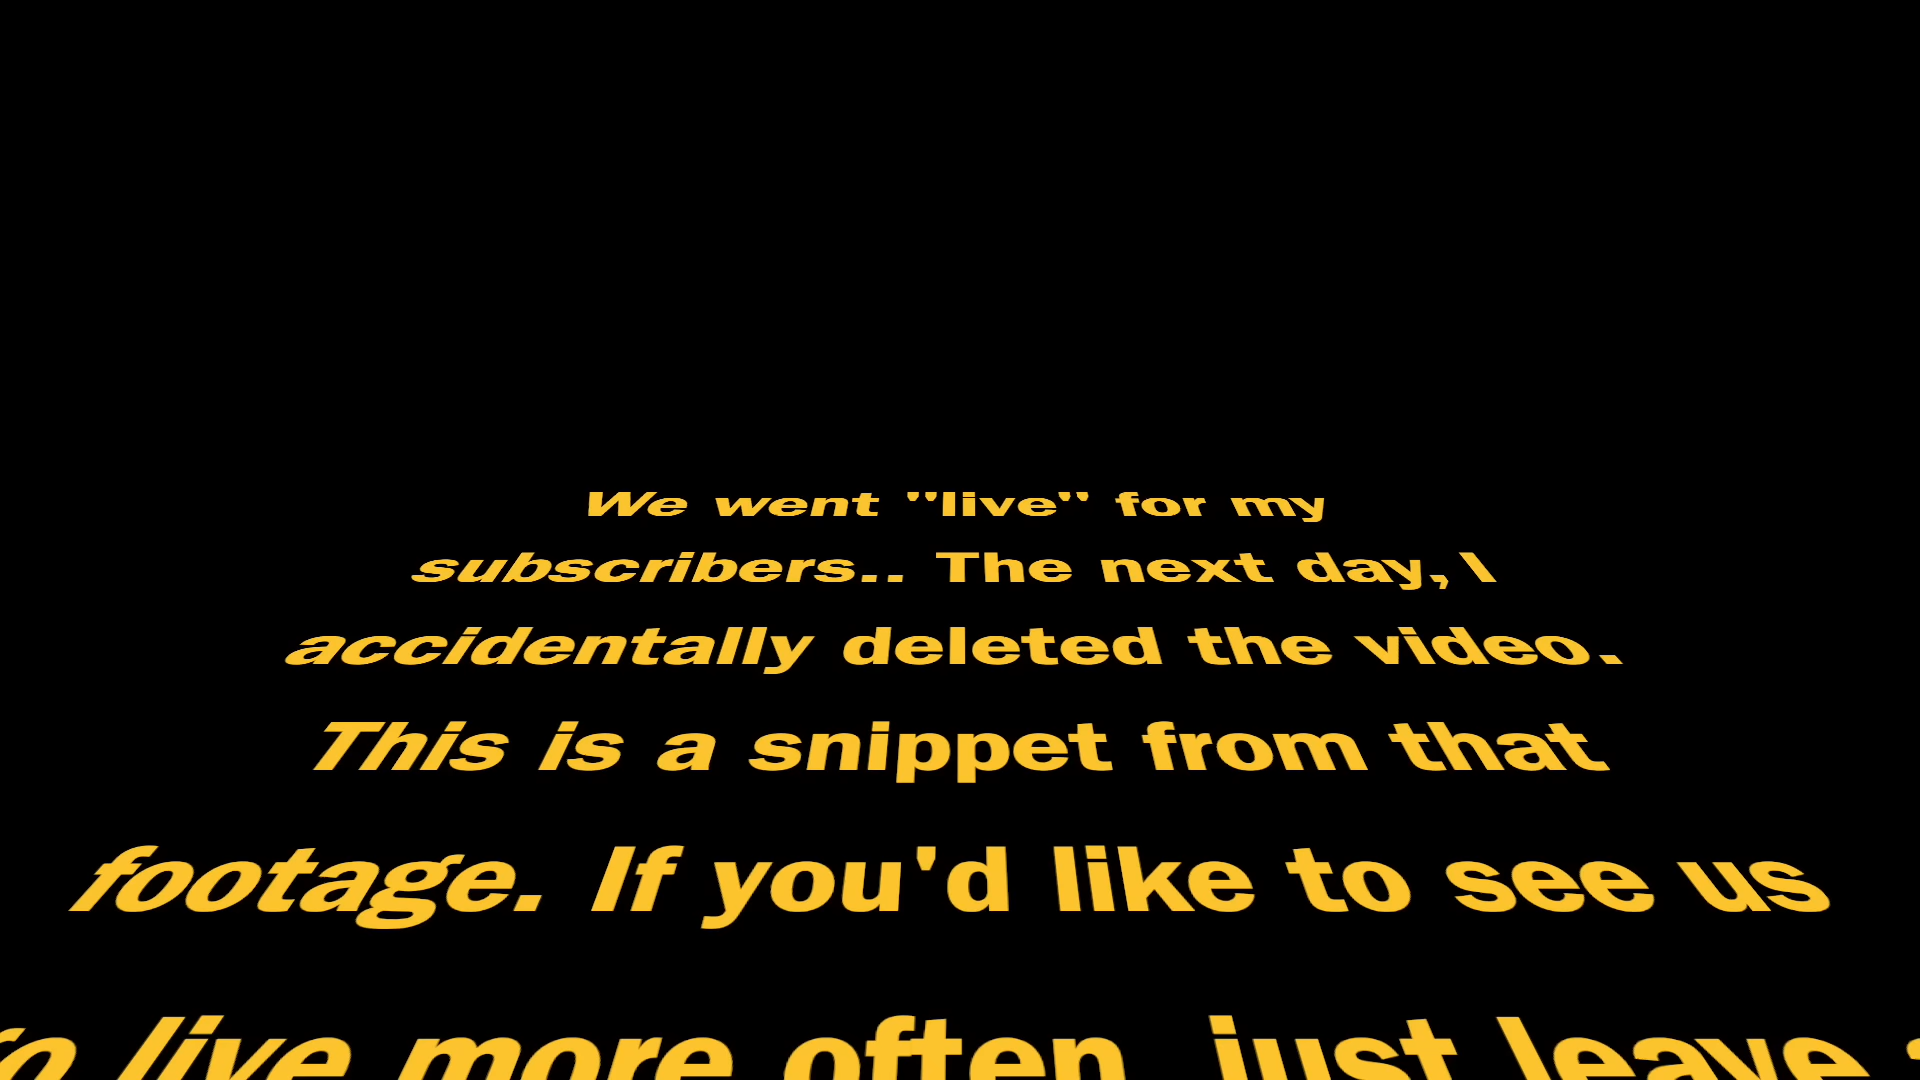 We went "live" for my
subscribers.. The next day, I
accidentally deleted the video.
This is a snippet from that
footage. If you'd like to see us
live more often, just leave